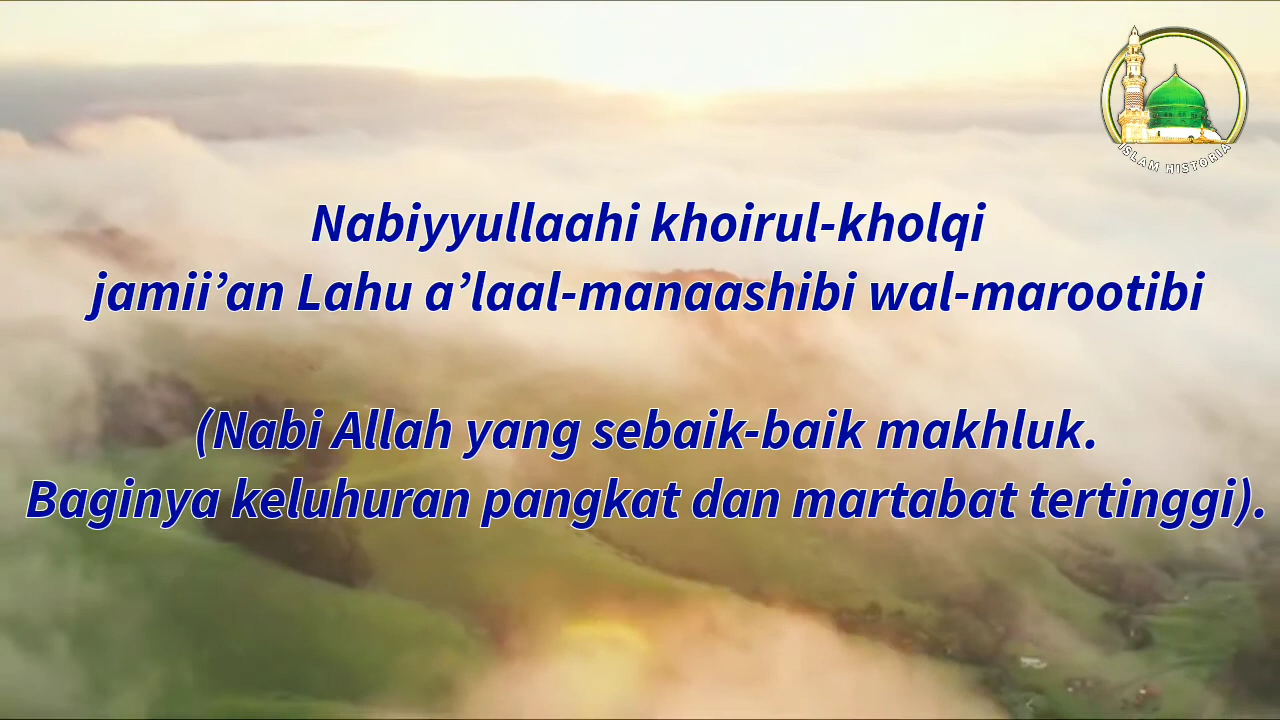 ISLAM HISTORIA
Nabiyyullaahi khoirul-kholqi
jamii’an Lahu a’laal-manaashibi wal-marootibi
(Nabi Allah yang sebaik-baik makhluk.
Baginya keluhuran pangkat dan martabat tertinggi).